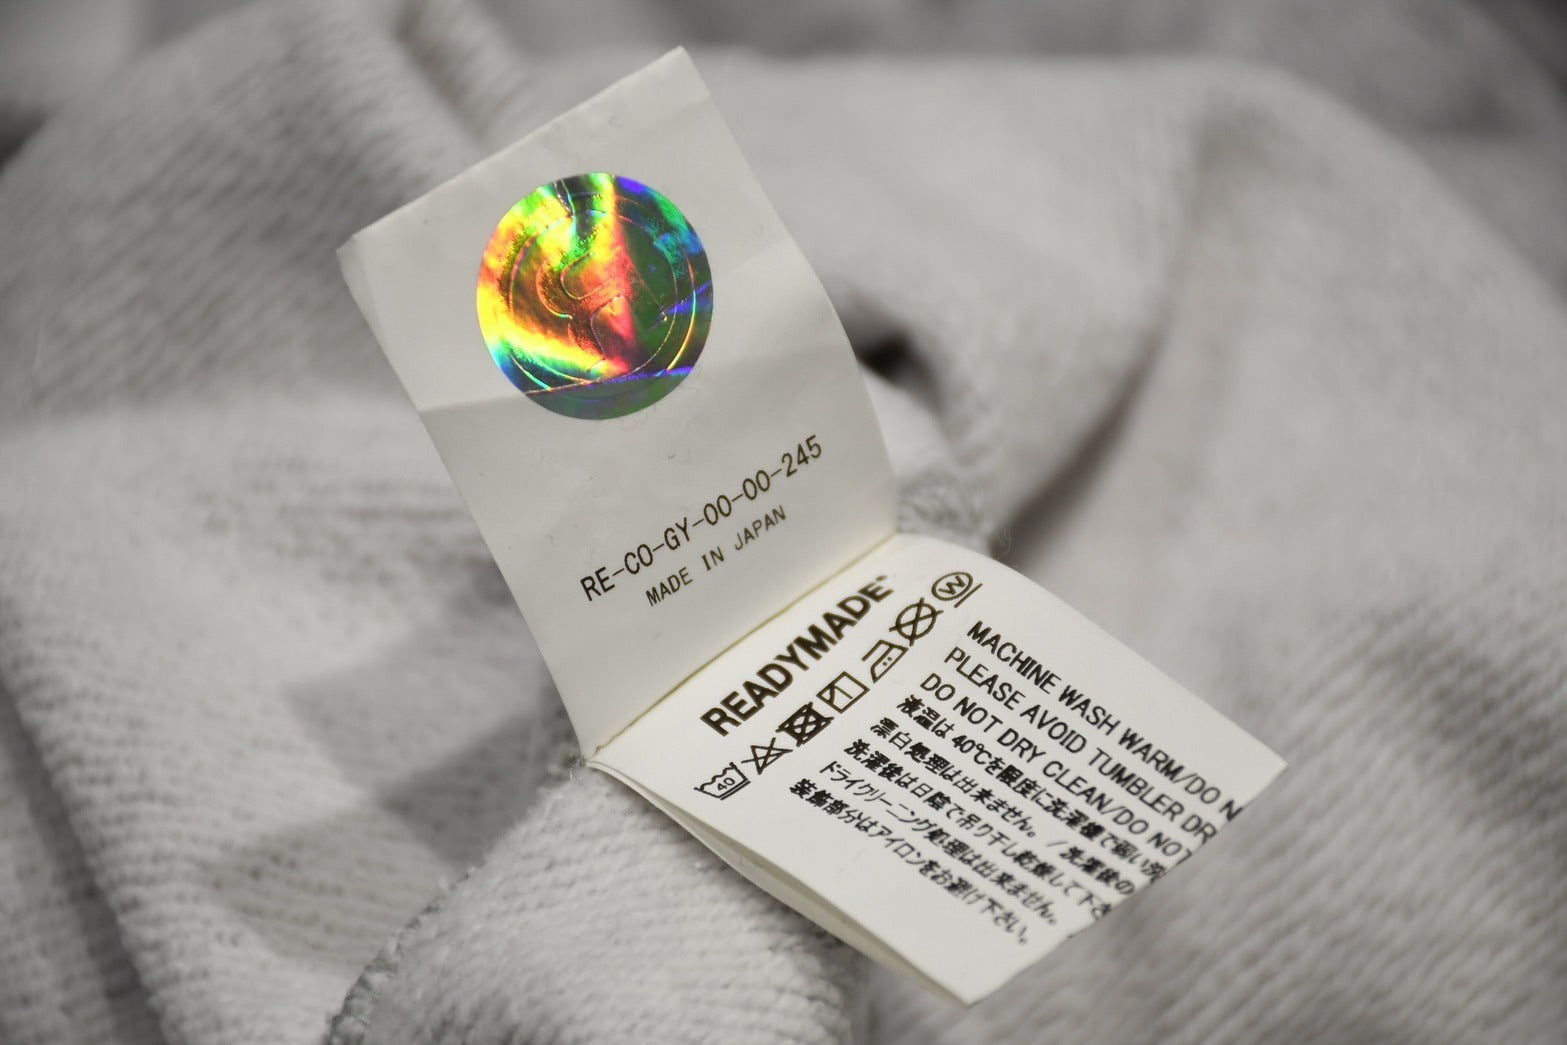 RE-CO-GY-00-00-245
MADE IN JAPAN
READYMADE
40
W
MACHINE WASH WARM/DO N
PLEASE AVOID TUMBLER DR
DO NOT DRY CLEAN/DO NOT
液温は40℃を限度に洗濯機で弱い洗
漂白処理は出来ません。/洗濯後の
洗濯後は日陰で吊り干し乾燥して下さ
ドライクリーニング処理は出来ません。
装飾部分はアイロンをお避け下さい。